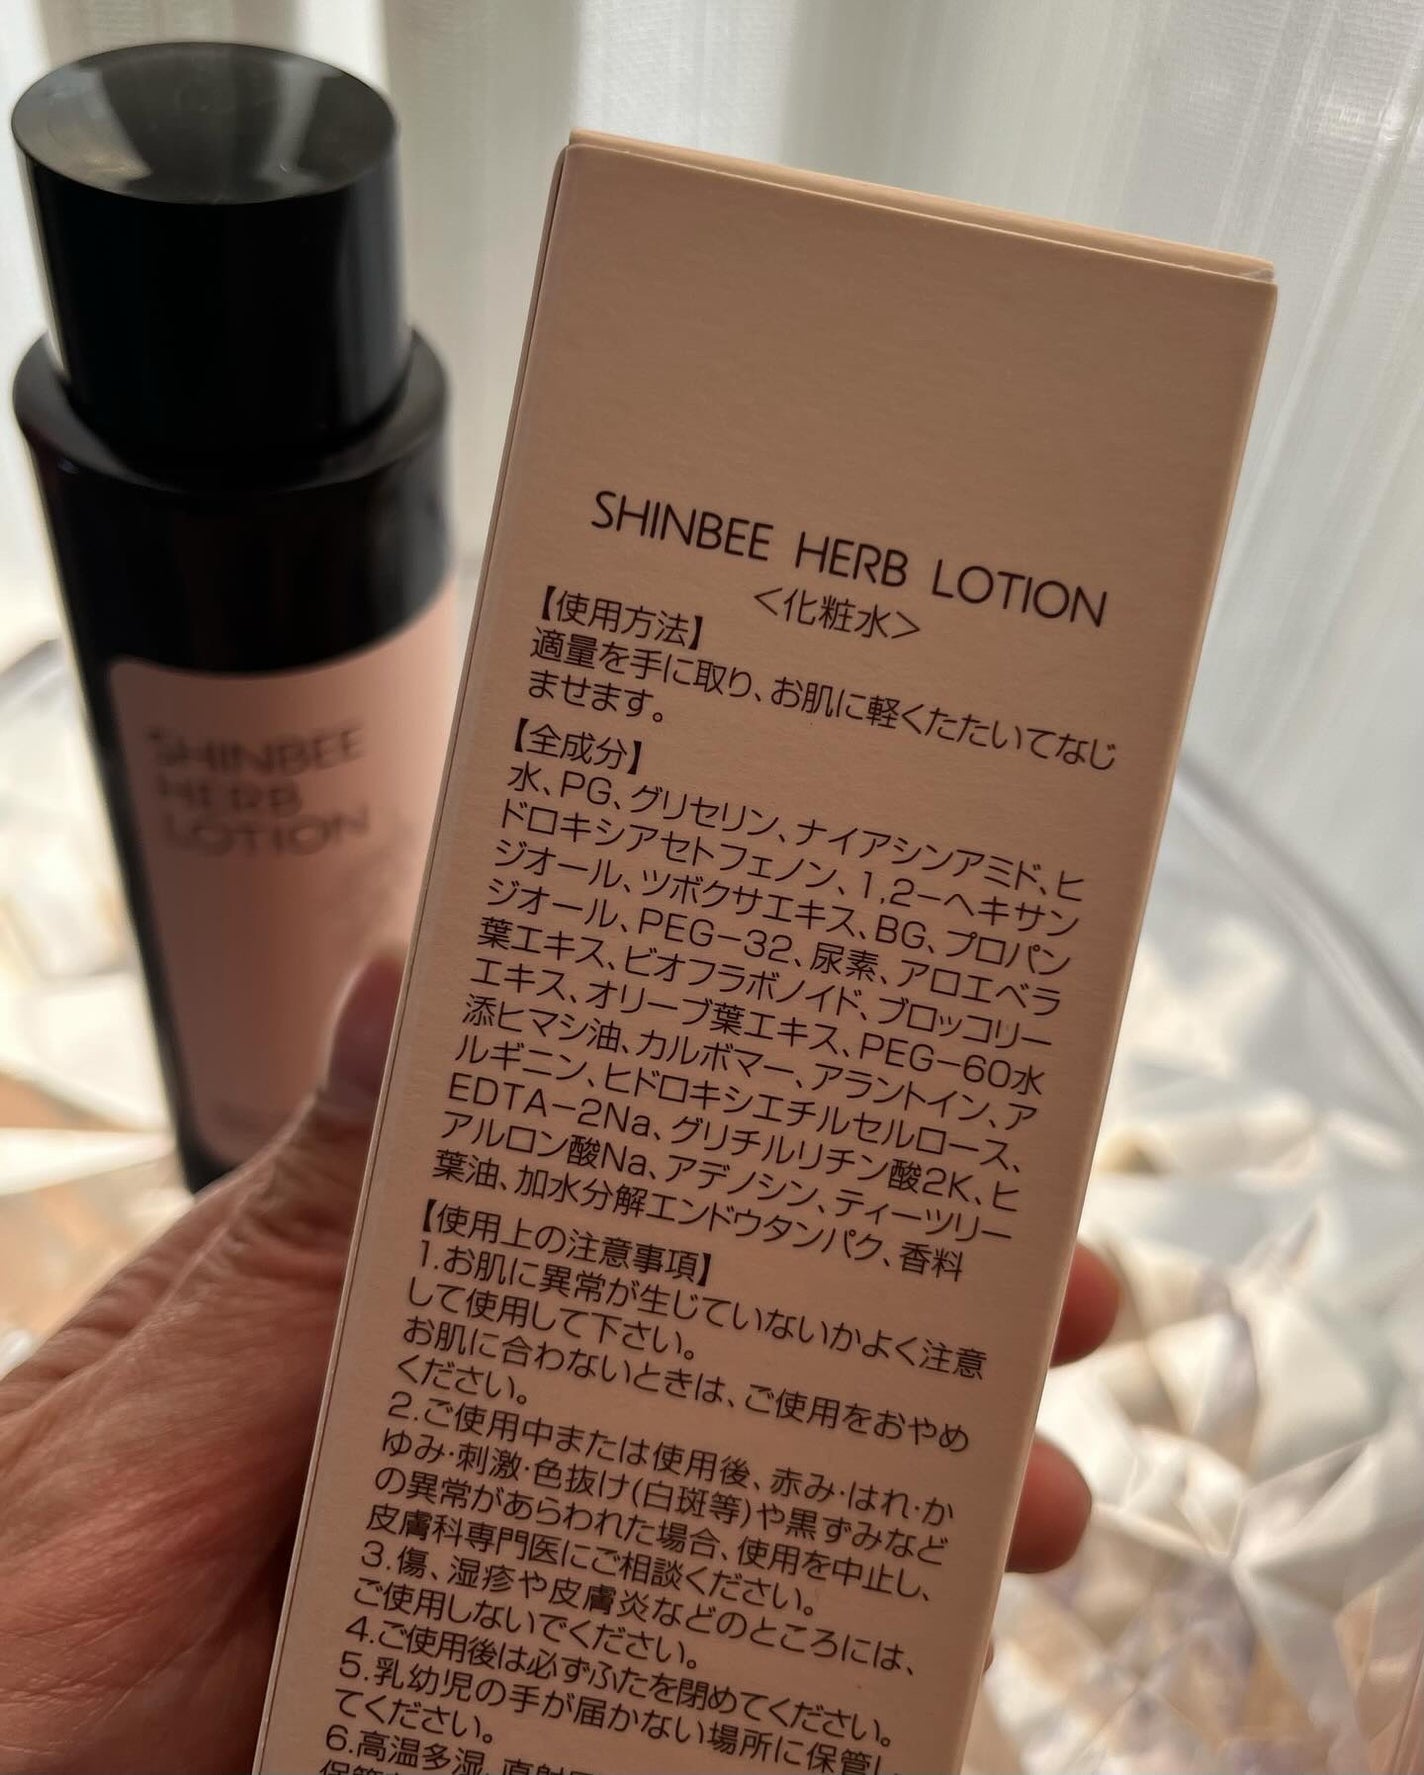 SHINBEE
HERB
LOTION
SHINBEE HERB LOTION
<化粧水>
【使用方法】
適量を手に取り、お肌に軽くたたいてなじ
ませます。
【全成分】
水、PG、グリセリン、ナイアシンアミド、ヒ
ドロキシアセトフェノン、1,2-ヘキサン
ジオール、ツボクサエキス、BG、プロパン
ジオール、PEG-32、尿素、アロエベラ
葉エキス、ビオフラボノイド、ブロッコリー
エキス、オリーブ葉エキス、PEG-60水
添ヒマシ油、カルボマー、アラントイン、ア
ルギニン、ヒドロキシエチルセルロース、
EDTA-2Na、グリチルリチン酸2K、ヒ
アルロン酸Na、アデノシン、ティーツリー
葉油、加水分解エンドウタンパク、香料
【使用上の注意事項】
1.お肌に異常が生じていないかよく注意
して使用して下さい。
お肌に合わないときは、ご使用をおやめ
ください。
2.ご使用中または使用後、赤み・はれ・か
ゆみ・刺激・色抜け(白斑等)や黒ずみなど
の異常があらわれた場合、使用を中止し、
皮膚科専門医にご相談ください。
3.傷、湿疹や皮膚炎などのところには、
ご使用しないでください。
4.ご使用後は必ずふたを閉めてください。
5.乳幼児の手が届かない場所に保管し
てください。
6.高温多湿、直射